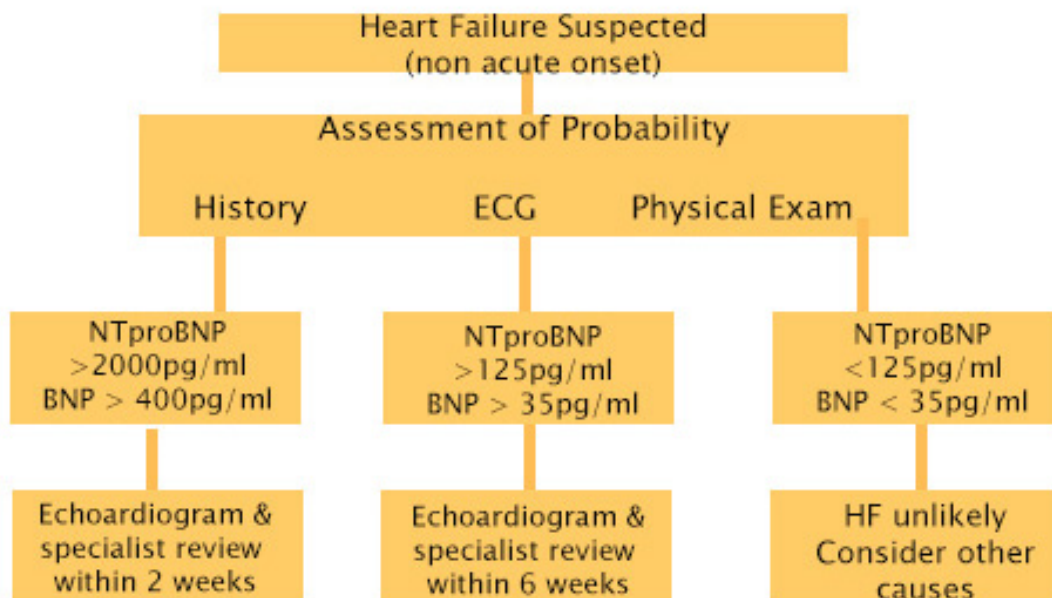 Heart Failure Suspected
(non acute onset)
Assessment of Probability
History ECG Physical Exam
NTproBNP
>2000pg/ml
BNP > 400pg/ml
NTproBNP
>125pg/ml
BNP > 35pg/ml
NTproBNP
<125pg/ml
BNP < 35pg/ml
Echoardiogram &
specialist review
within 2 weeks
Echoardiogram &
specialist review
within 6 weeks
HF unlikely
Consider other
causes